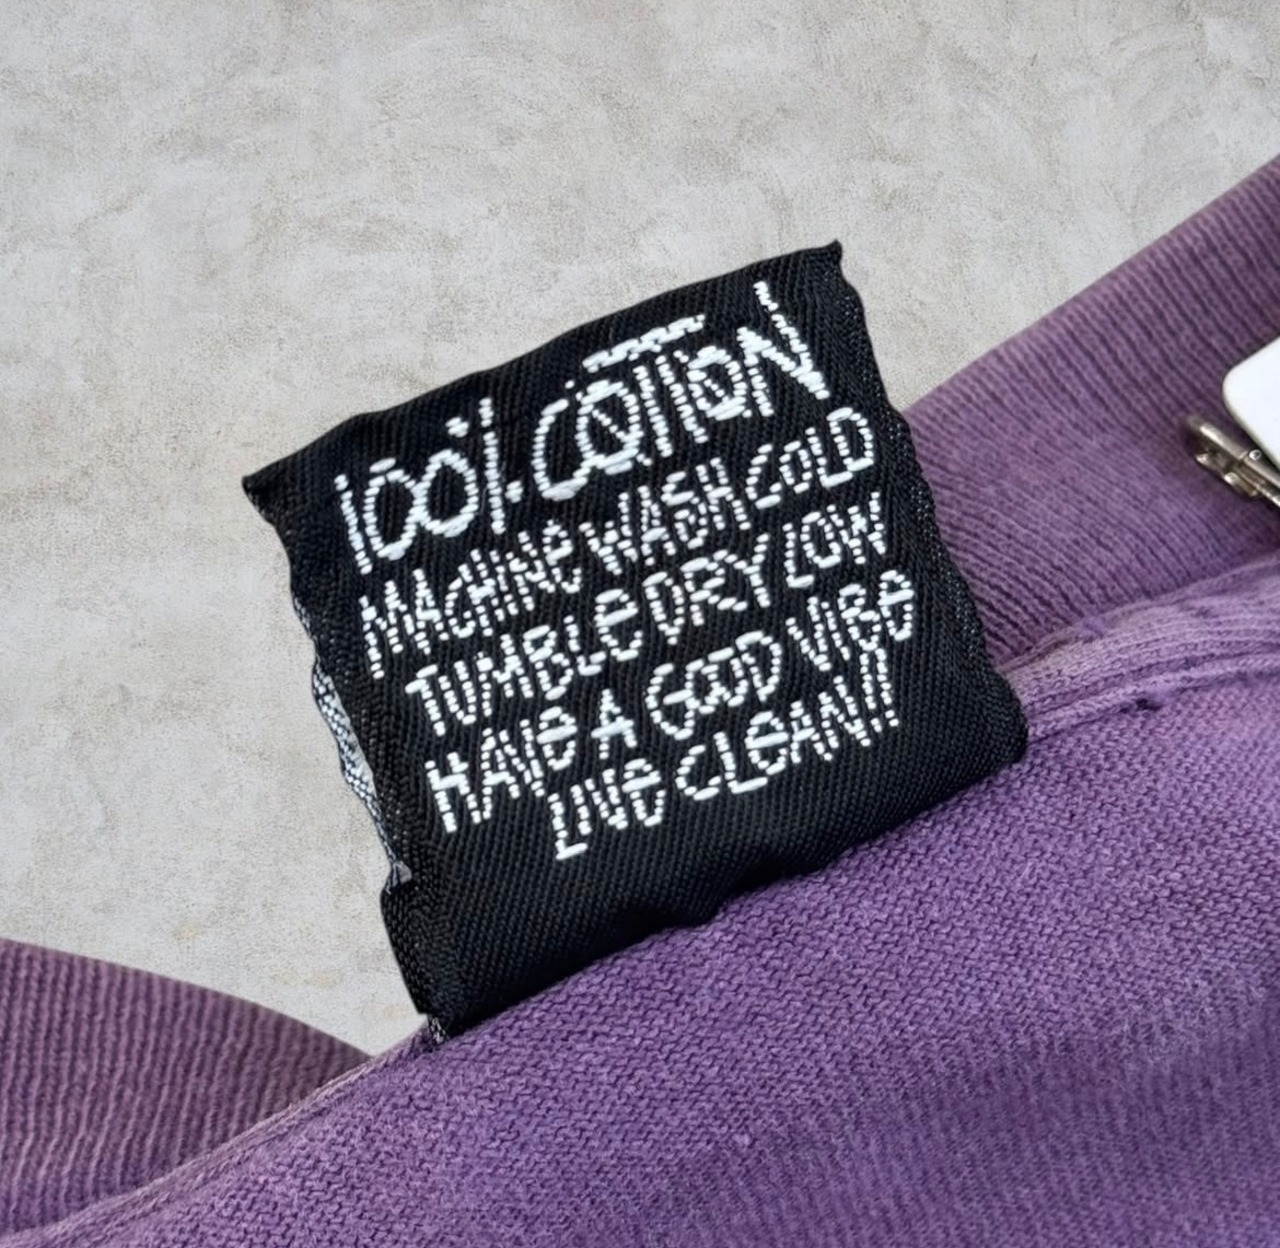 100%. COTTON
MACHINE WASH COLD
TUMBLE DRY LOW
HAVE A GOOD VIBE
LIVE CLEAN!!